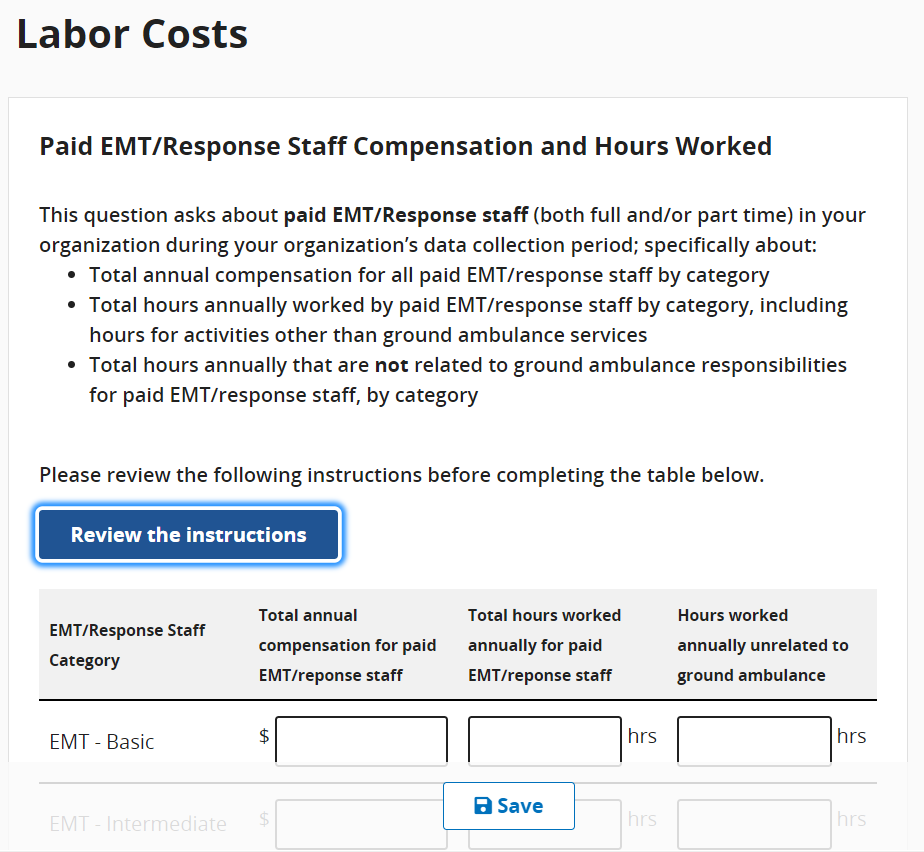 Labor Costs
Paid EMT/Response Staff Compensation and Hours Worked
This question asks about paid EMT/Response staff (both full and/or part time) in your
organization during your organization’s data collection period; specifically about:
• Total annual compensation for all paid EMT/response staff by category
• Total hours annually worked by paid EMT/response staff by category, including
hours for activities other than ground ambulance services
• Total hours annually that are not related to ground ambulance responsibilities
for paid EMT/response staff, by category
Please review the following instructions before completing the table below.
Review the instructions
EMT/Response Staff
Category
Total annual
compensation for paid
EMT/reponse staff
Total hours worked
annually for paid
EMT/reponse staff
Hours worked
annually unrelated to
ground ambulance
EMT - Basic
$
hrs
hrs
EMT - Intermediate
$
hrs
hrs
Save